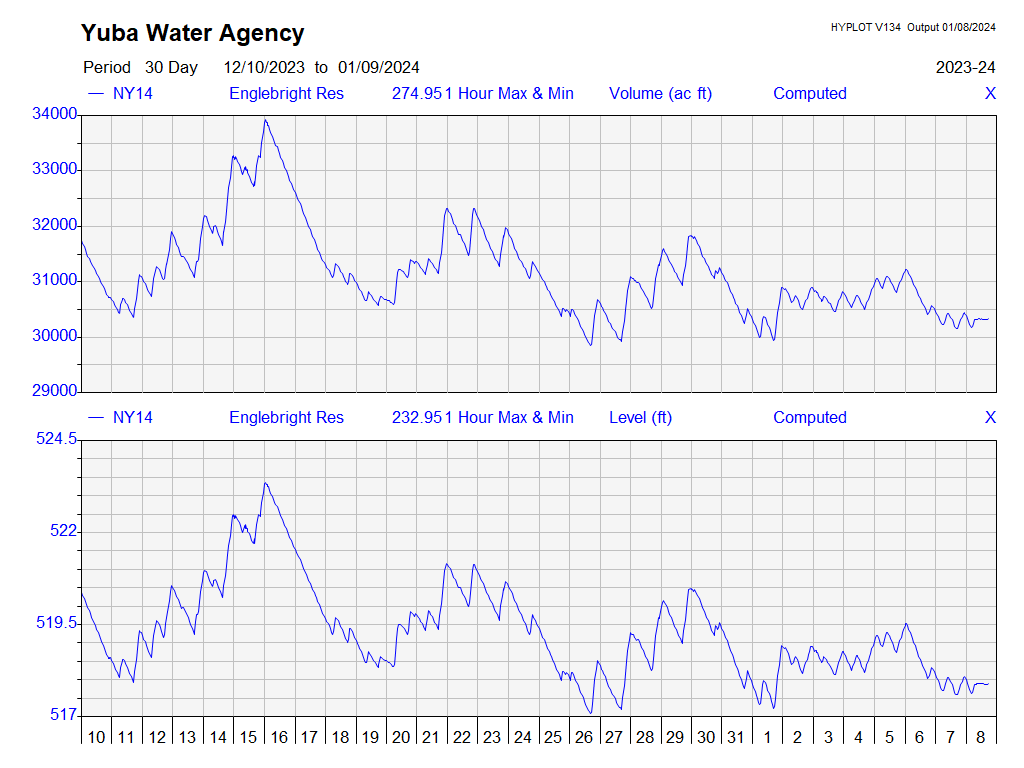 Yuba Water Agency
HYPLOT V134 Output 01/08/2024
Period 30 Day 12/10/2023 to 01/09/2024 2023-24
NY14 Englebright Res 274.951 Hour Max & Min Volume (ac ft) Computed X
34000
33000
32000
31000
30000
29000
NY14 Englebright Res 232.951 Hour Max & Min Level (ft) Computed X
524.5
522
519.5
517
10 11 12 13 14 15 16 17 18 19 20 21 22 23 24 25 26 27 28 29 30 31 1 2 3 4 5 6 7 8